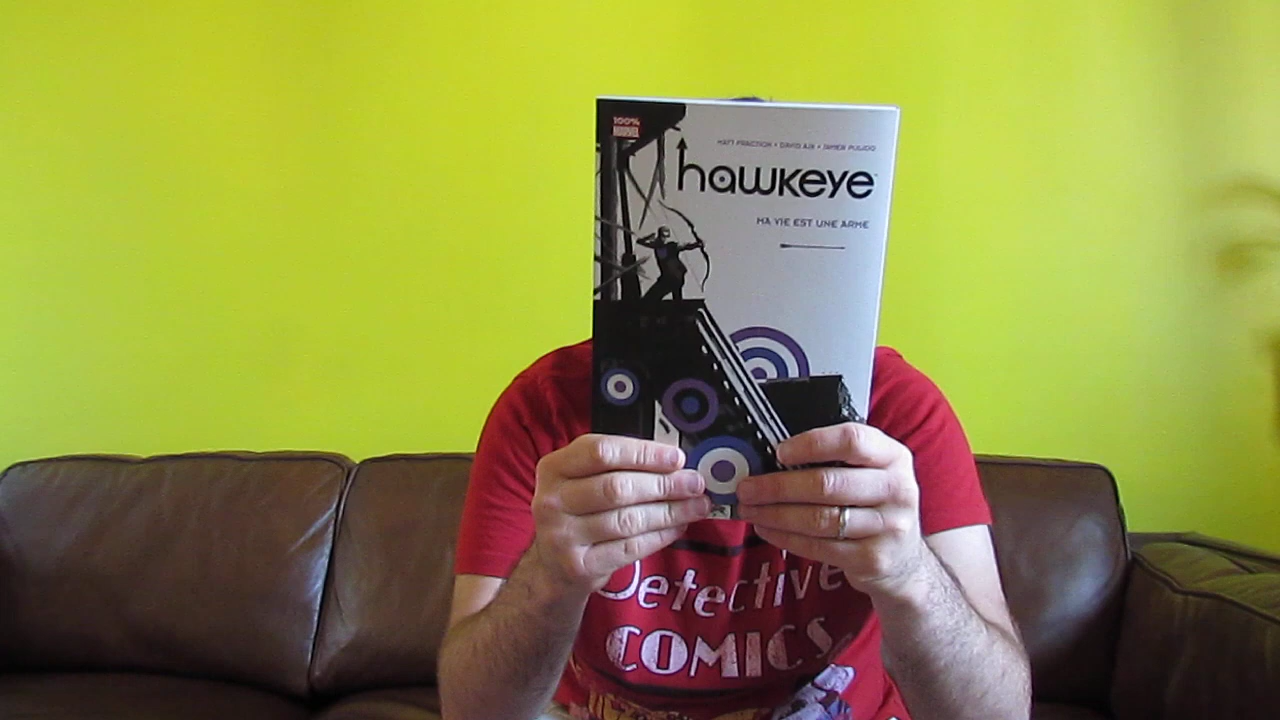 100%
MARVEL
MATT FRACTION • DAVID AJA • JAVIER PULIDO
hawkeye
MA VIE EST UNE ARME
Detective
COMICS